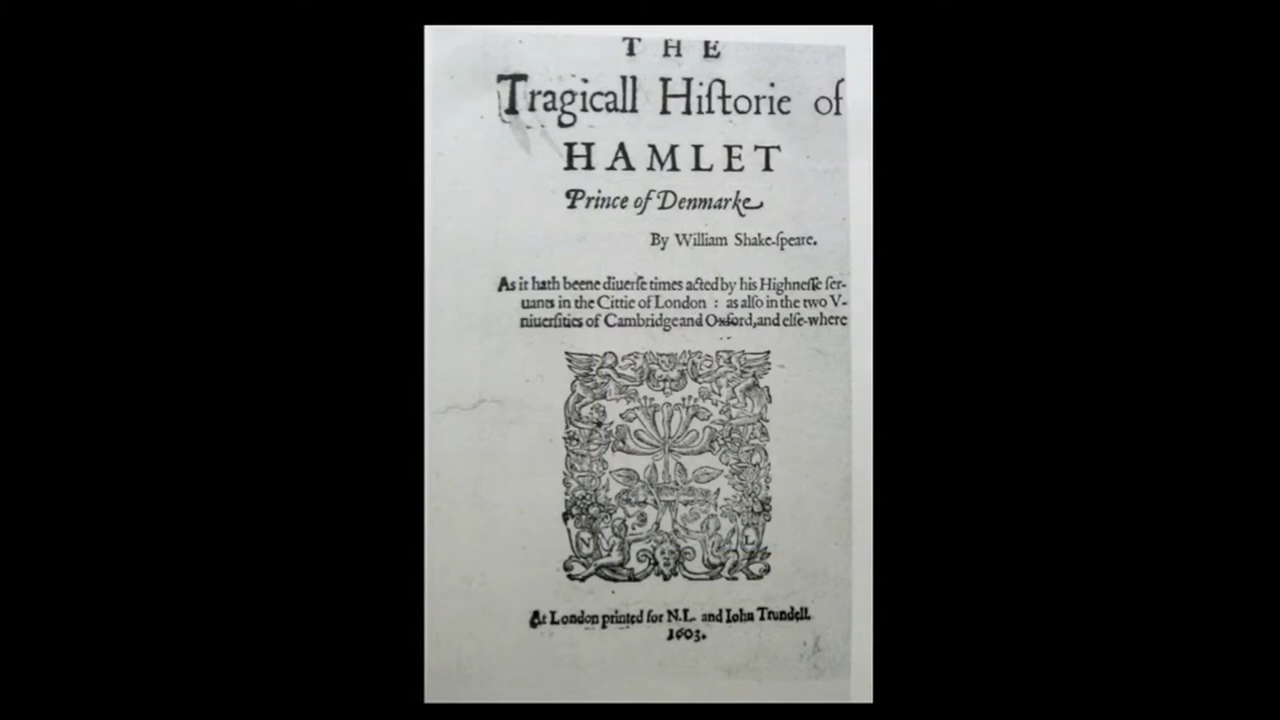 THE
Tragicall Hiſtorie of
HAMLET
Prince of Denmarke
By William Shake-ſpeare.
As it hath beene diuerſe times acted by his Highneſſe ſer-
uants in the Cittie of London : as alſo in the two V-
niuerſities of Cambridge and Oxford, and elſe-where
N L
At London printed for N.L. and Iohn Trundell.
1603.